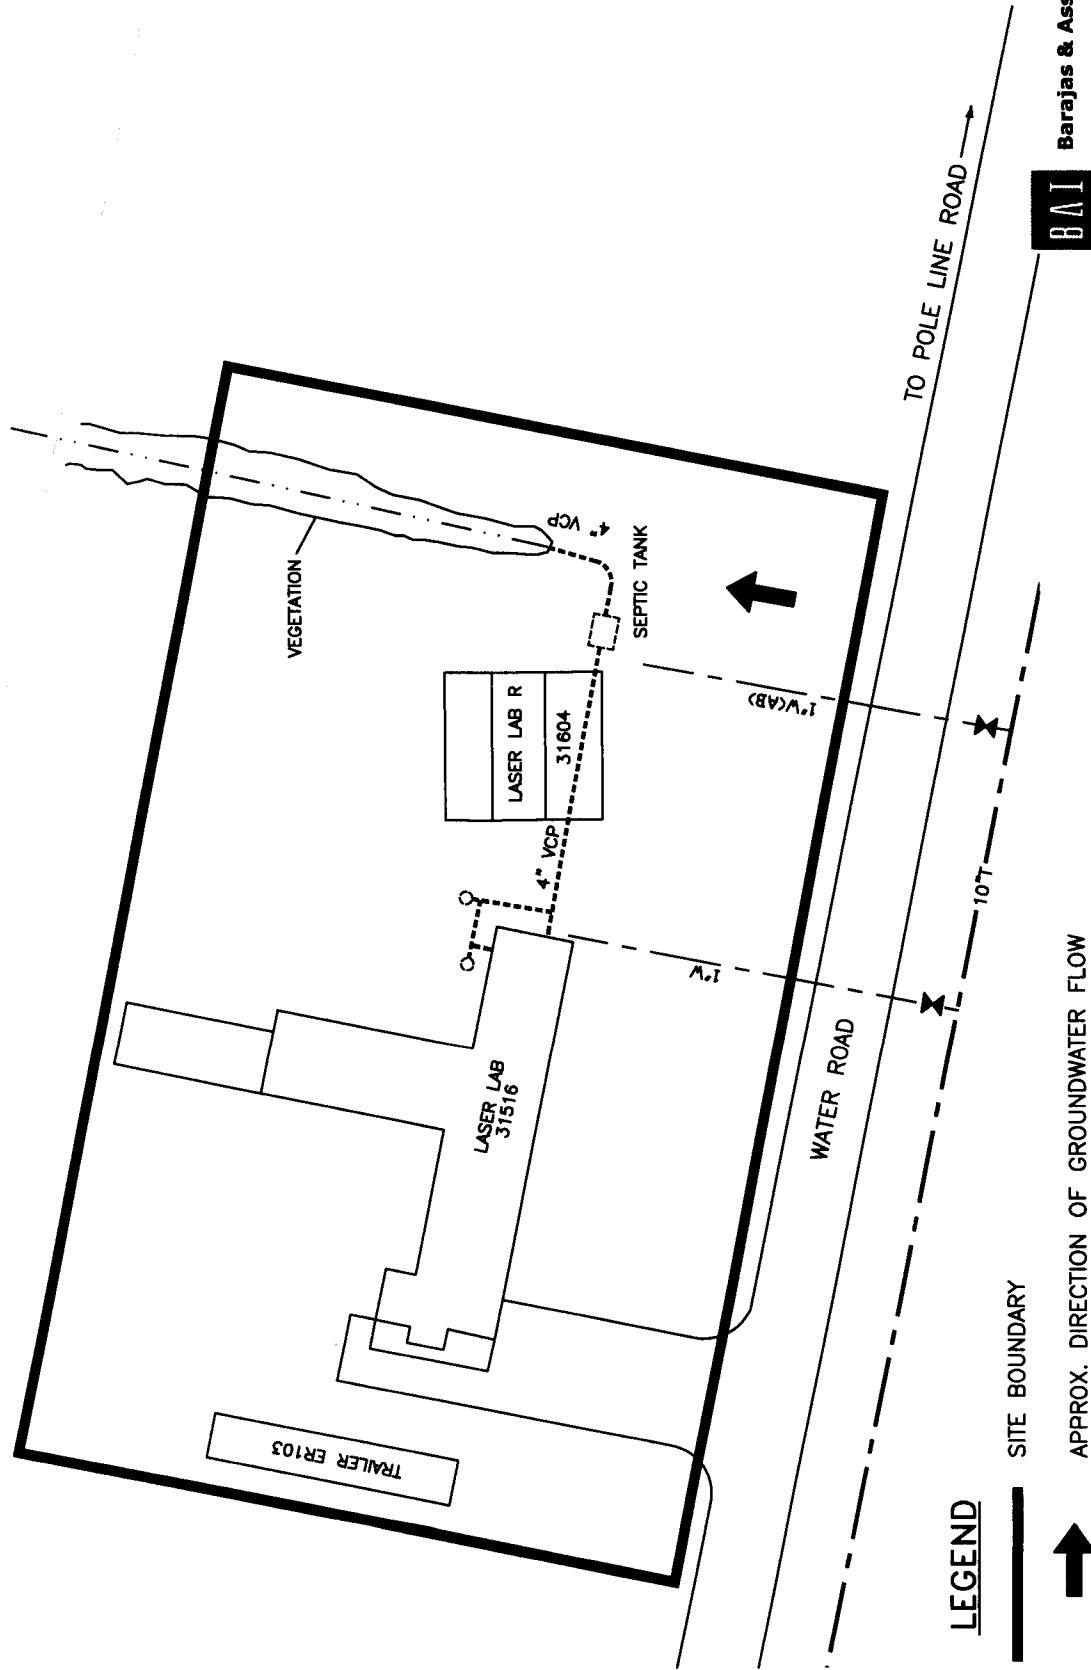 VEGETATION
4" VCP
SEPTIC TANK
LASER LAB R
31604
4" VCP
LASER LAB
31516
TRAILER ER103
1"W
1"W(AB)
10"T
WATER ROAD
TO POLE LINE ROAD
LEGEND
SITE BOUNDARY
APPROX. DIRECTION OF GROUNDWATER FLOW
BAI
Barajas & Ass